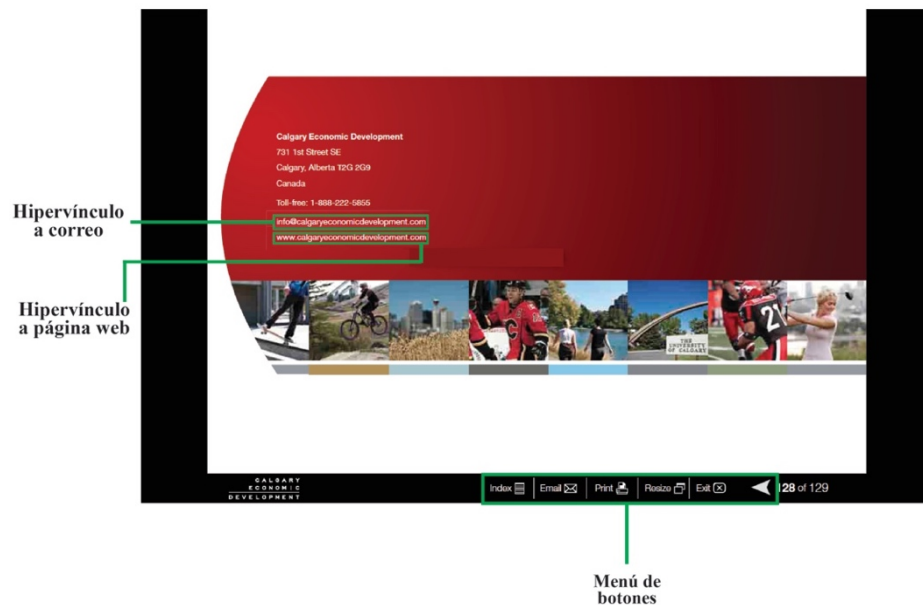 Calgary Economic Development
731 1st Street SE
Calgary, Alberta T2G 2G9
Canada
Toll-free: 1-888-222-5855
info@calgaryeconomicdevelopment.com
www.calgaryeconomicdevelopment.com
Hipervínculo
a correo
Hipervínculo
a página web
THE
UNIVERSITY
OF CALGARY
21
CALGARY
ECONOMIC
DEVELOPMENT
Index
Email
Print
Resize
Exit
128 of 129
Menú de
botones